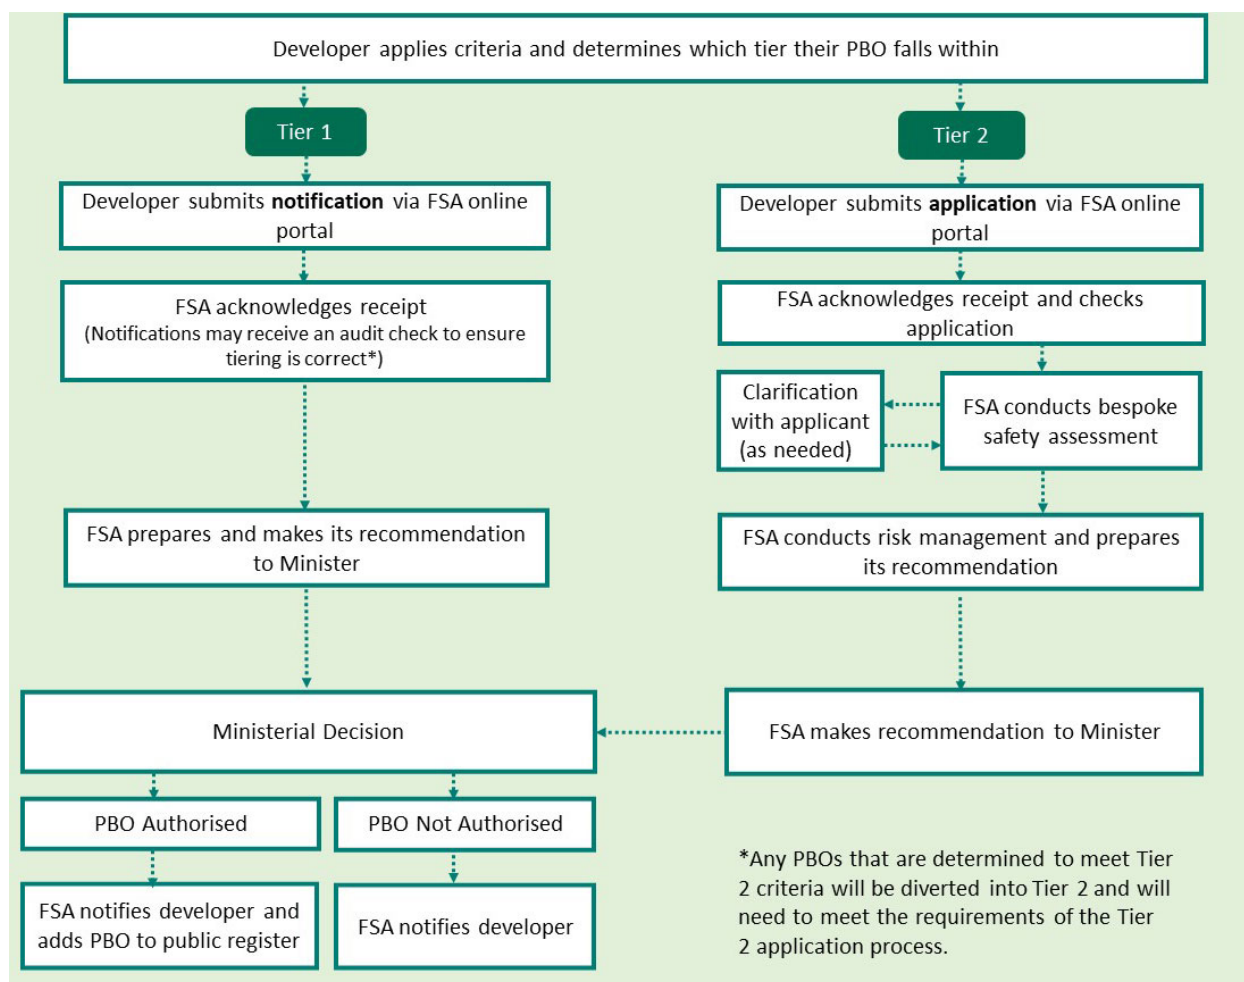 Developer applies criteria and determines which tier their PBO falls within
Tier 1
Developer submits notification via FSA online
portal
FSA acknowledges receipt
(Notifications may receive an audit check to ensure
tiering is correct*)
FSA prepares and makes its recommendation
to Minister
Tier 2
Developer submits application via FSA online
portal
FSA acknowledges receipt and checks
application
Clarification
with applicant
(as needed)
FSA conducts bespoke
safety assessment
FSA conducts risk management and prepares
its recommendation
FSA makes recommendation to Minister
Ministerial Decision
PBO Authorised
PBO Not Authorised
FSA notifies developer and
adds PBO to public register
FSA notifies developer
*Any PBOs that are determined to meet Tier
2 criteria will be diverted into Tier 2 and will
need to meet the requirements of the Tier
2 application process.